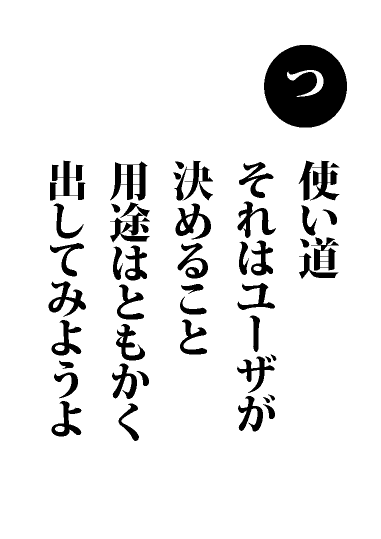 つ
使い道
それはユーザが
決めること
用途はともかく
出してみようよ